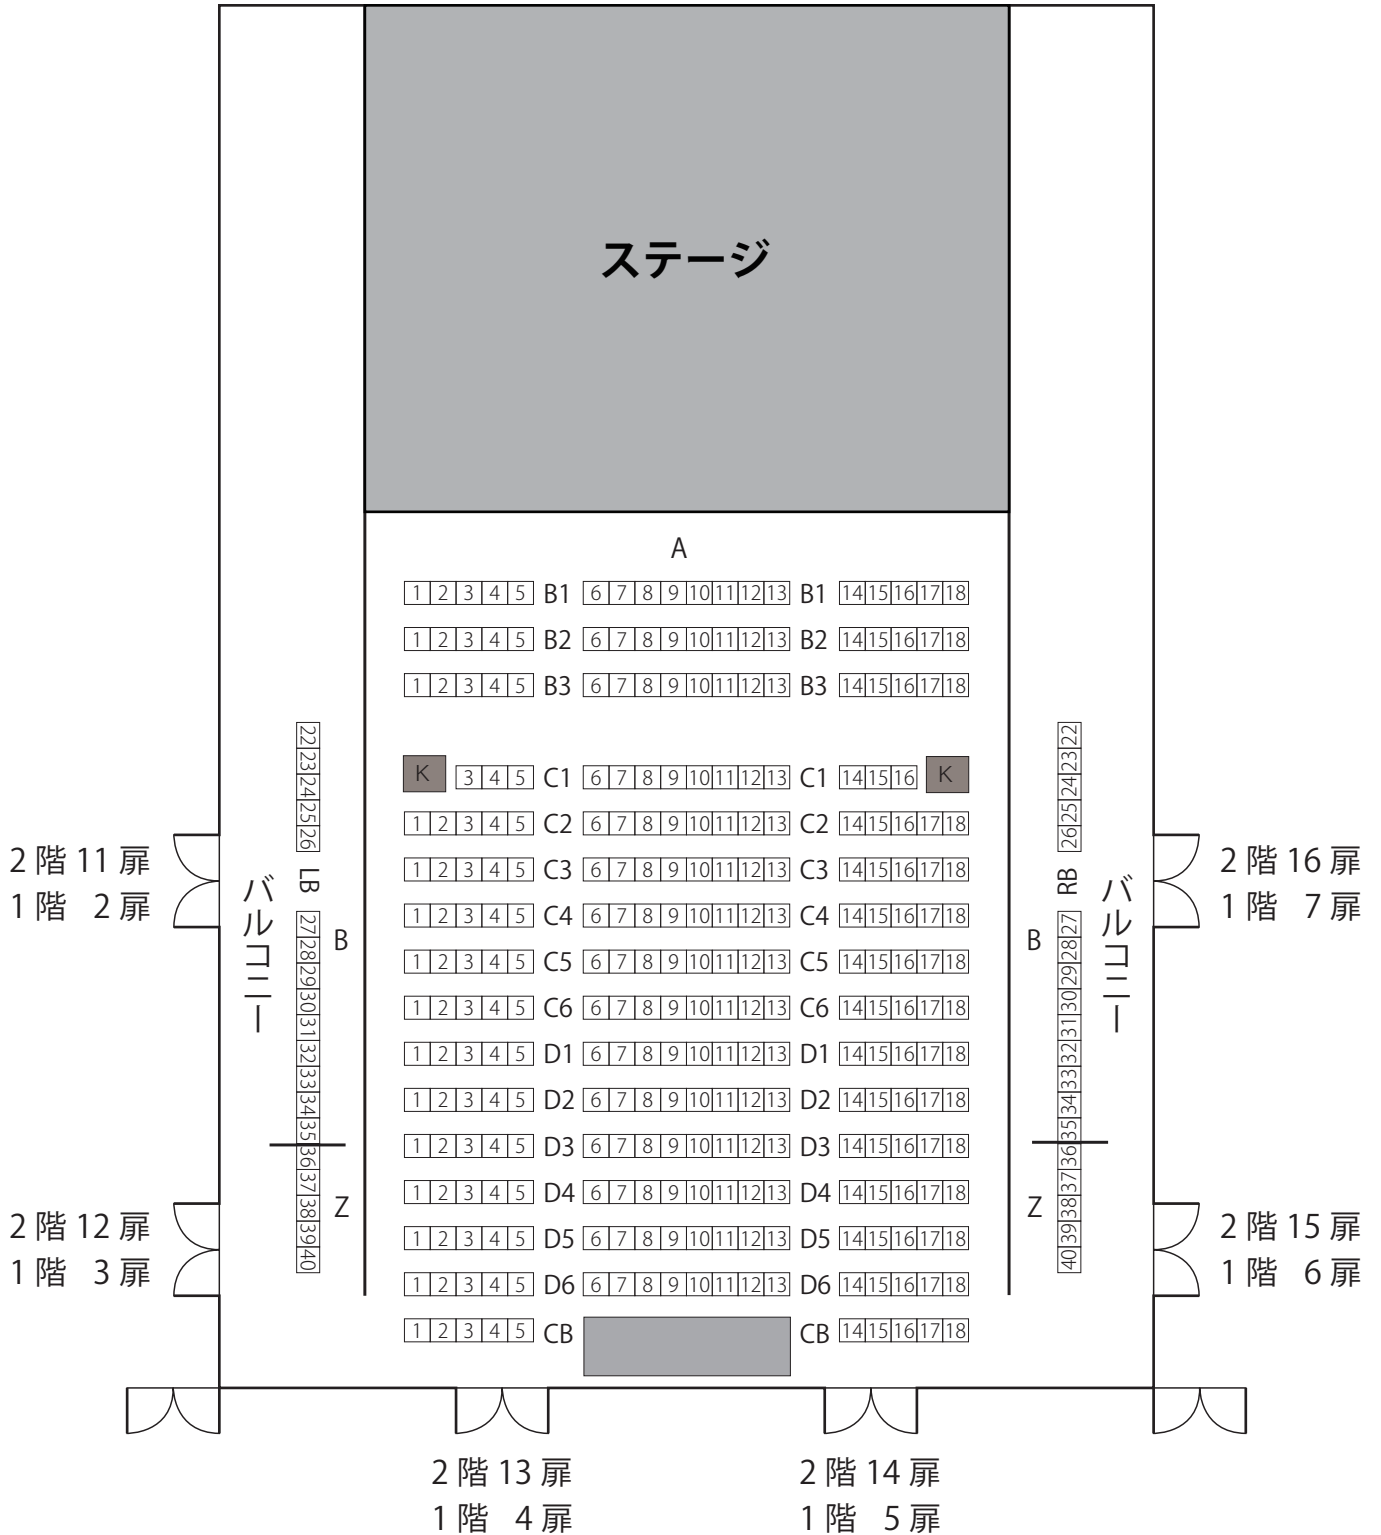 ステージ
A
1 2 3 4 5 B1 6 7 8 9 10 11 12 13 B1 14 15 16 17 18
1 2 3 4 5 B2 6 7 8 9 10 11 12 13 B2 14 15 16 17 18
1 2 3 4 5 B3 6 7 8 9 10 11 12 13 B3 14 15 16 17 18
K 3 4 5 C1 6 7 8 9 10 11 12 13 C1 14 15 16 K
1 2 3 4 5 C2 6 7 8 9 10 11 12 13 C2 14 15 16 17 18
1 2 3 4 5 C3 6 7 8 9 10 11 12 13 C3 14 15 16 17 18
1 2 3 4 5 C4 6 7 8 9 10 11 12 13 C4 14 15 16 17 18
1 2 3 4 5 C5 6 7 8 9 10 11 12 13 C5 14 15 16 17 18
1 2 3 4 5 C6 6 7 8 9 10 11 12 13 C6 14 15 16 17 18
1 2 3 4 5 D1 6 7 8 9 10 11 12 13 D1 14 15 16 17 18
1 2 3 4 5 D2 6 7 8 9 10 11 12 13 D2 14 15 16 17 18
1 2 3 4 5 D3 6 7 8 9 10 11 12 13 D3 14 15 16 17 18
1 2 3 4 5 D4 6 7 8 9 10 11 12 13 D4 14 15 16 17 18
1 2 3 4 5 D5 6 7 8 9 10 11 12 13 D5 14 15 16 17 18
1 2 3 4 5 D6 6 7 8 9 10 11 12 13 D6 14 15 16 17 18
1 2 3 4 5 CB CB 14 15 16 17 18
22 23 24 25 26 LB 27 28 29 30 31 32 33 34 35 36 37 38 39 40
バルコニー
B
Z
22 23 24 25 26 RB 27 28 29 30 31 32 33 34 35 36 37 38 39 40
バルコニー
B
Z
2 階 11 扉
1 階 2 扉
2 階 12 扉
1 階 3 扉
2 階 16 扉
1 階 7 扉
2 階 15 扉
1 階 6 扉
2 階 13 扉
1 階 4 扉
2 階 14 扉
1 階 5 扉